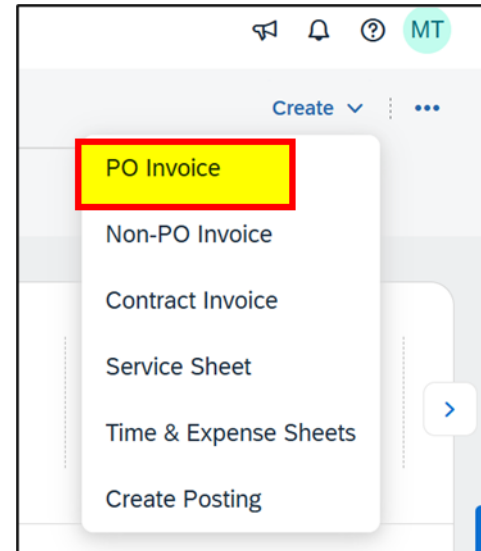 MT
Create
PO Invoice
Non-PO Invoice
Contract Invoice
Service Sheet
Time & Expense Sheets
Create Posting